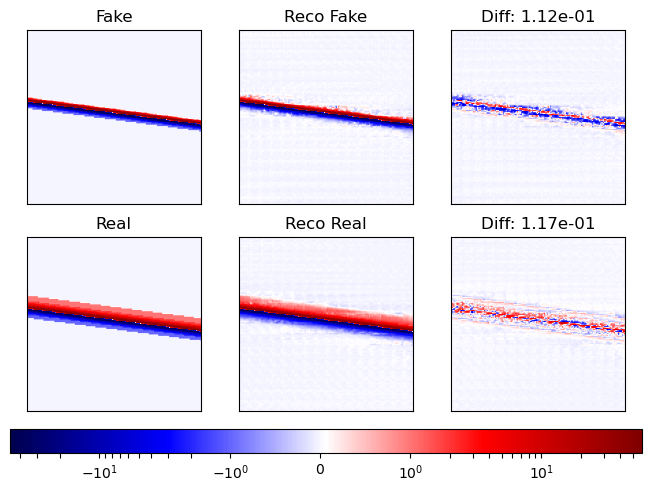 Fake Reco Fake Diff: 1.12e-01
Real Reco Real Diff: 1.17e-01
−10¹ −10⁰ 0 10⁰ 10¹